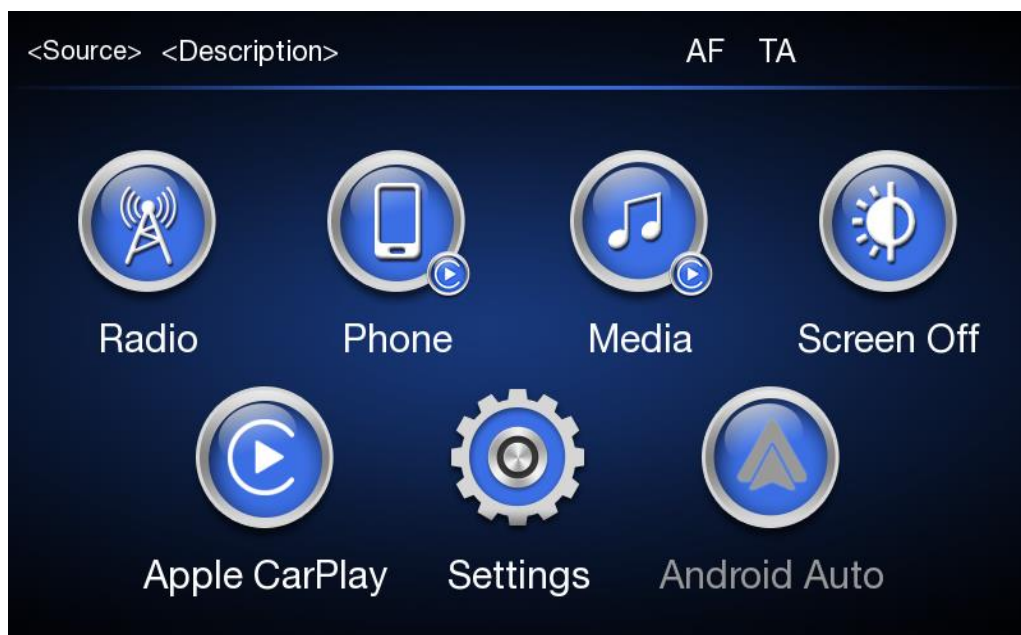 <Source> <Description> AF TA
Radio Phone Media Screen Off
Apple CarPlay Settings Android Auto